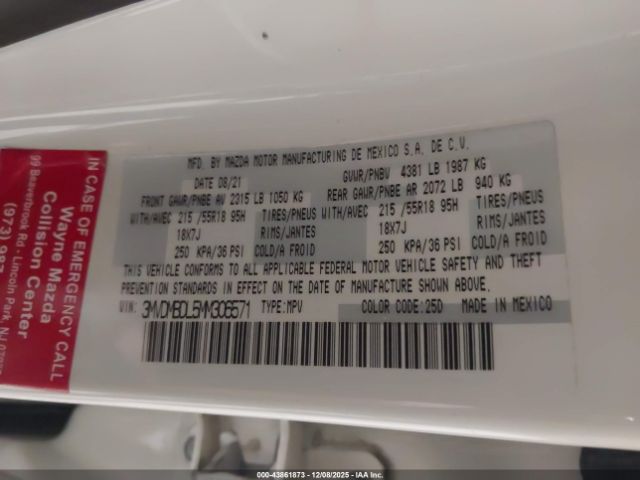 MFD. BY MAZDA MOTOR MANUFACTURING DE MEXICO S.A. DE C.V.
DATE 08/21 GVWR/PNBV 4381 LB 1987 KG
FRONT GAWR/PNBE AV 2315 LB 1050 KG REAR GAWR/PNBE AR 2072 LB 940 KG
WITH/AVEC 215 /55R18 95H TIRES/PNEUS WITH/AVEC 215 /55R18 95H TIRES/PNEUS
18X7J RIMS/JANTES 18X7J RIMS/JANTES
250 KPA/36 PSI COLD/A FROID 250 KPA/36 PSI COLD/A FROID
THIS VEHICLE CONFORMS TO ALL APPLICABLE FEDERAL MOTOR VEHICLE SAFETY AND THEFT
PREVENTION STANDARDS IN EFFECT ON THE DATE OF MANUFACTURE SHOWN ABOVE.
VIN: 3MVDMBDL5MM306571 TYPE:MPV COLOR CODE:25D MADE IN MEXICO
IN CASE OF EMERGENCY CALL
Wayne Mazda
Collision Center
99 Beaverbrook Rd - Lincoln Park, NJ
(973)
000-43861873 | 12/08/2025 | IAA Inc.